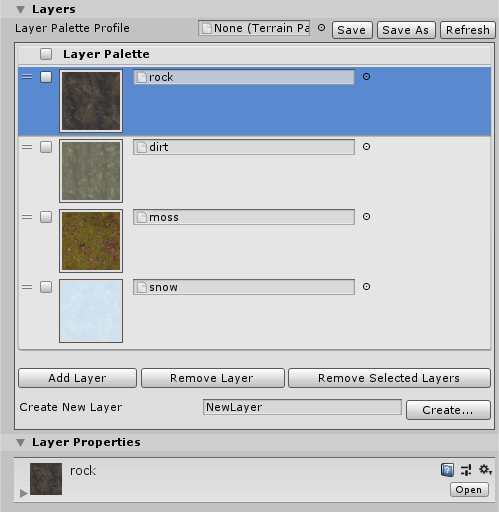 Layers
Layer Palette Profile None (Terrain Pa Save Save As Refresh
Layer Palette
rock
dirt
moss
snow
Add Layer Remove Layer Remove Selected Layers
Create New Layer NewLayer Create...
Layer Properties
rock
Open